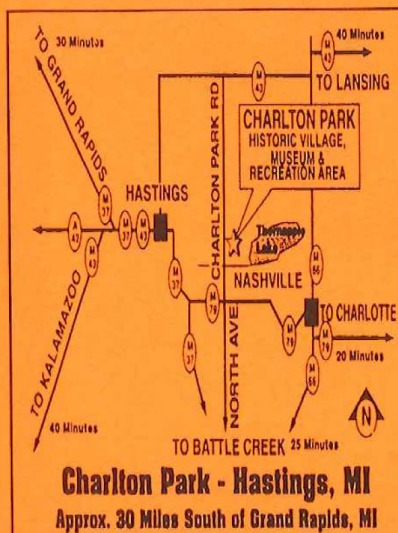 40 Minutes
M 43
TO LANSING
30 Minutes
TO GRAND RAPIDS
M 43
CHARLTON PARK RD
CHARLTON PARK
HISTORIC VILLAGE,
MUSEUM &
RECREATION AREA
HASTINGS
M 37
A 42
M 37
M 43
M 43
Thornapple
Lake
M 37
NASHVILLE
M 66
M 79
TO CHARLOTTE
M 79
M 79
20 Minutes
M 37
M 66
NORTH AVE
TO KALAMAZOO
40 Minutes
N
TO BATTLE CREEK
25 Minutes
Charlton Park - Hastings, MI
Approx. 30 Miles South of Grand Rapids, MI